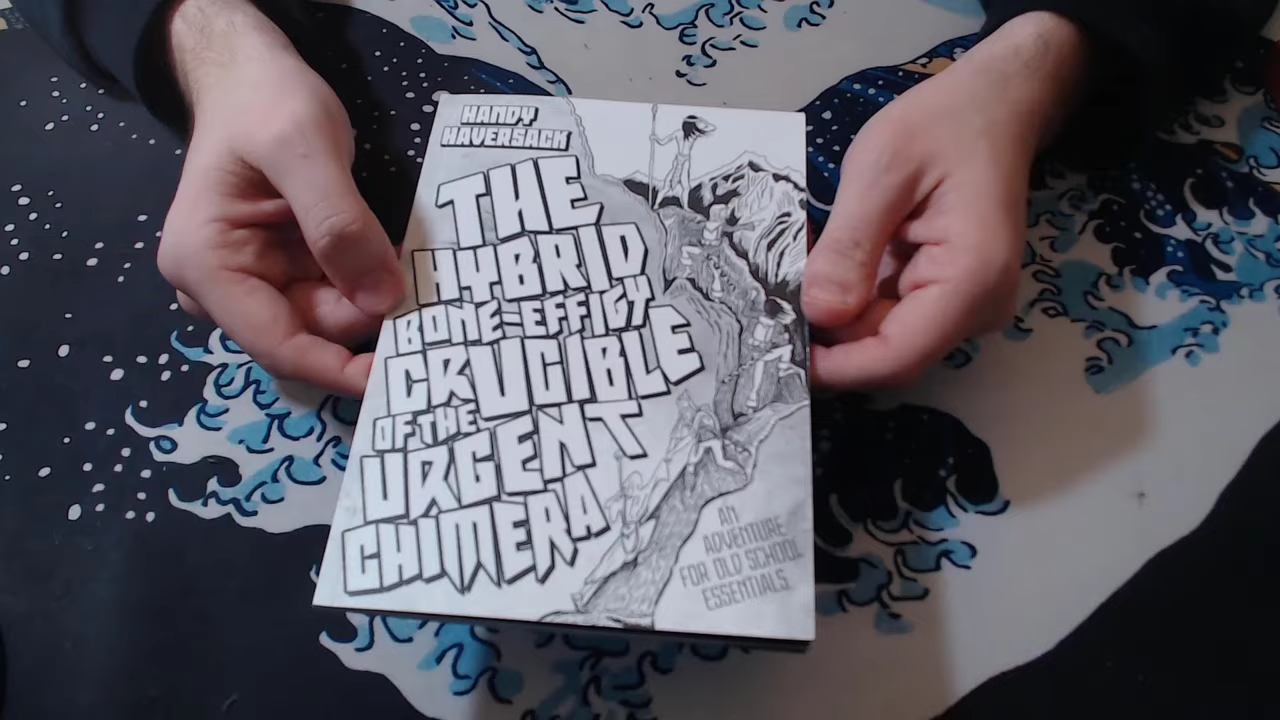 HANDY
HAVERSACK
THE
HYBRID
BONE-EFFIGY
CRUCIBLE
OF THE
URGENT
CHIMERA
AN
ADVENTURE
FOR OLD SCHOOL
ESSENTIALS